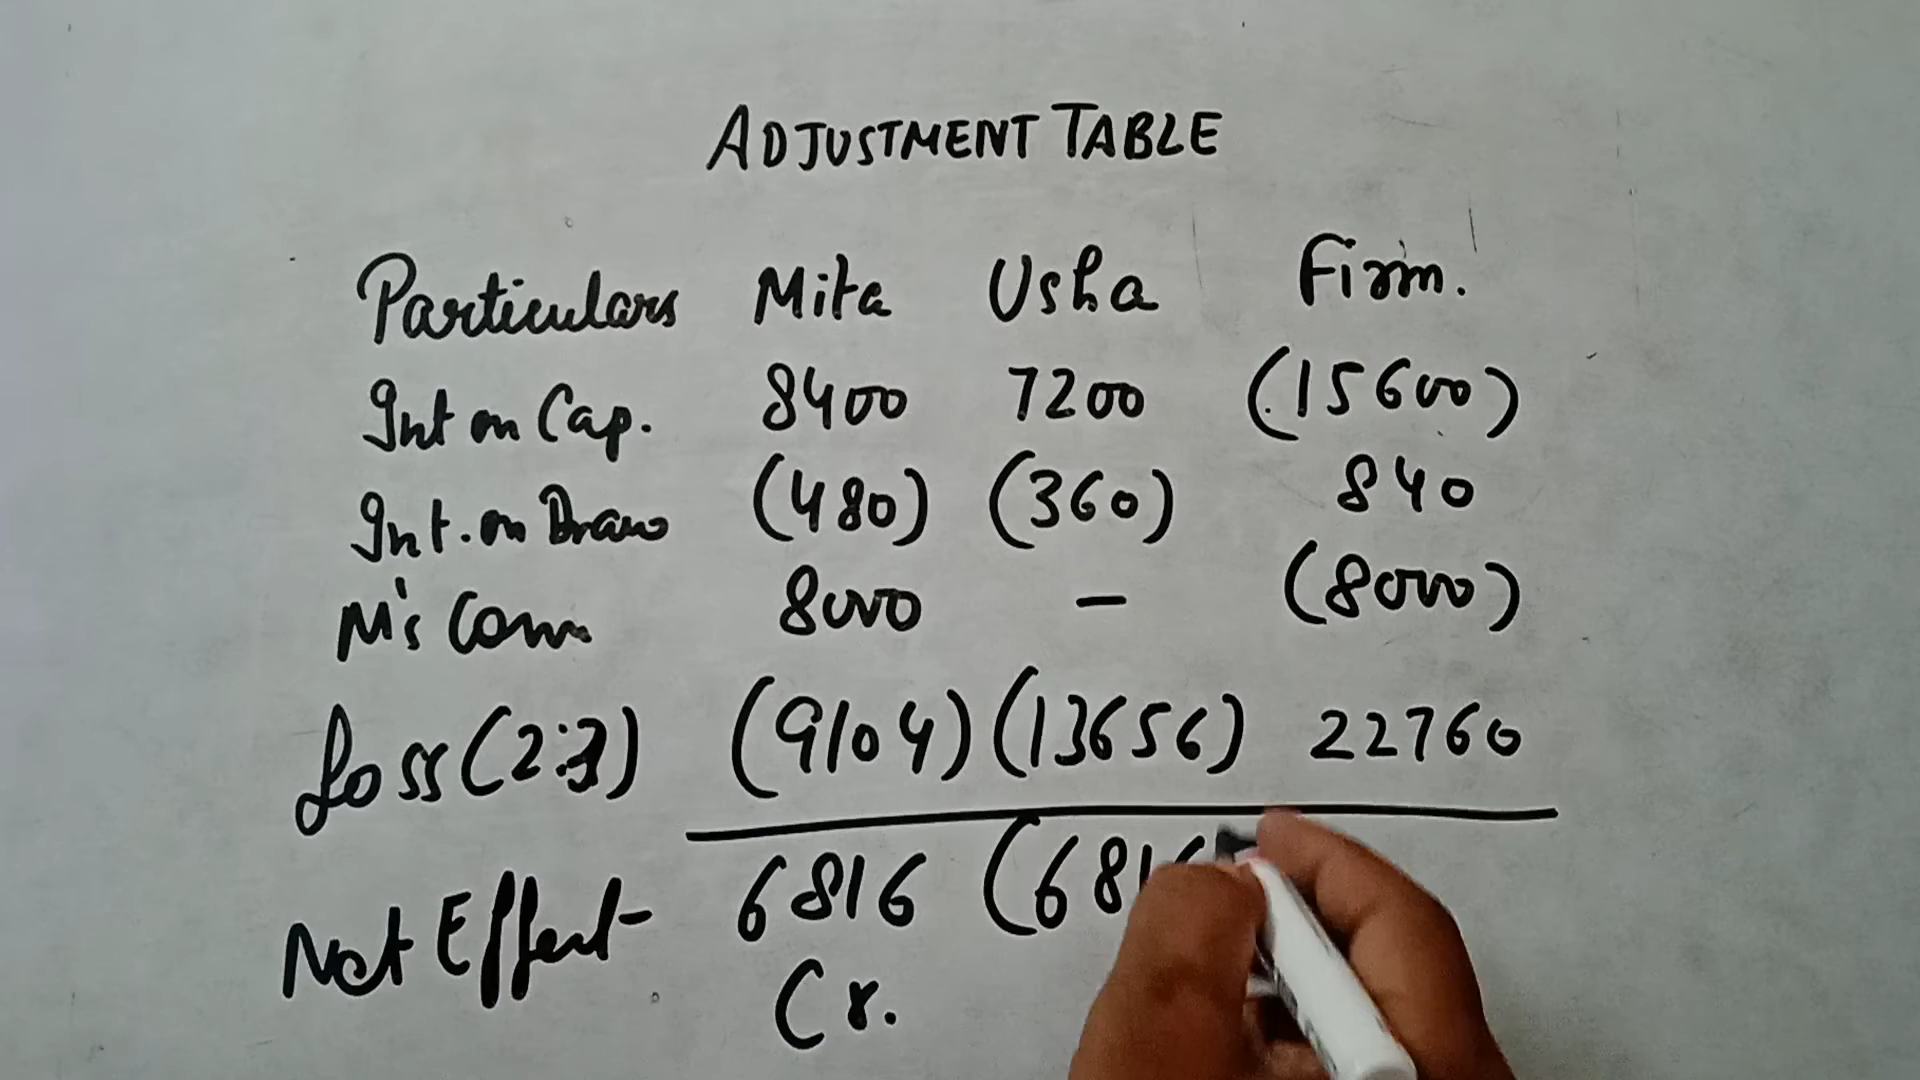 ADJUSTMENT TABLE
Particulars Mita Usha Firm.
Int on Cap. 8400 7200 (15600)
Int. on Draw (480) (360) 840
M's Com 8000 - (8000)
Loss (2:3) (9104) (13656) 22760
Net Effect 6816 (6816
Cr.